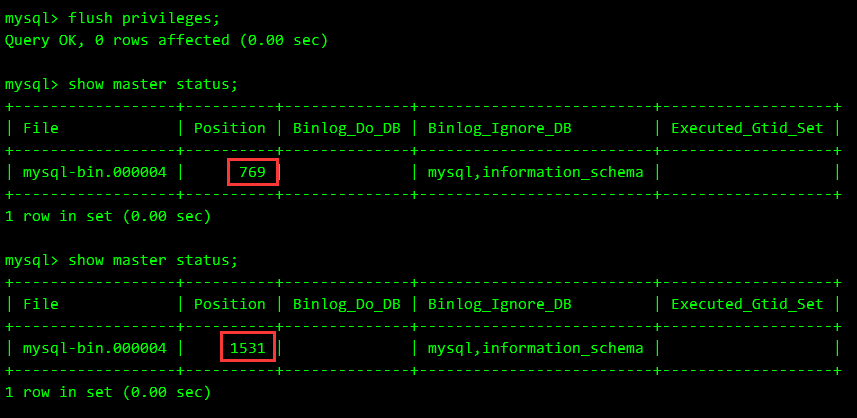 mysql> flush privileges;
Query OK, 0 rows affected (0.00 sec)
mysql> show master status;
+------------------+----------+--------------+--------------------------+-------------------+
| File             | Position | Binlog_Do_DB | Binlog_Ignore_DB         | Executed_Gtid_Set |
+------------------+----------+--------------+--------------------------+-------------------+
| mysql-bin.000004 |      769 |              | mysql,information_schema |                   |
+------------------+----------+--------------+--------------------------+-------------------+
1 row in set (0.00 sec)
mysql> show master status;
+------------------+----------+--------------+--------------------------+-------------------+
| File             | Position | Binlog_Do_DB | Binlog_Ignore_DB         | Executed_Gtid_Set |
+------------------+----------+--------------+--------------------------+-------------------+
| mysql-bin.000004 |     1531 |              | mysql,information_schema |                   |
+------------------+----------+--------------+--------------------------+-------------------+
1 row in set (0.00 sec)